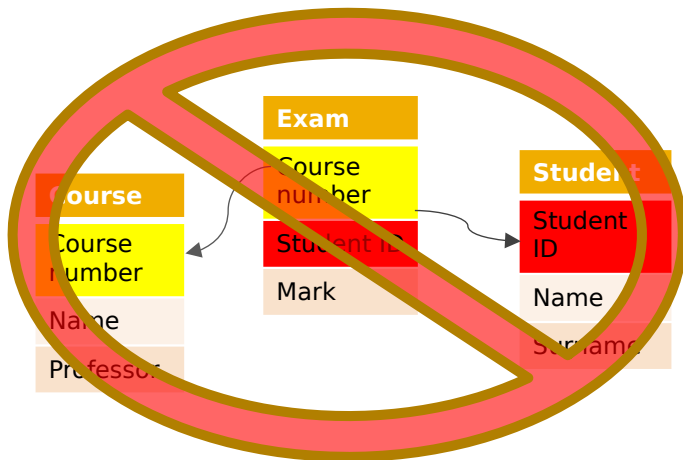 Exam
Course
number
Student ID
Mark
Course
Course
number
Name
Professor
Student
Student
ID
Name
Surname